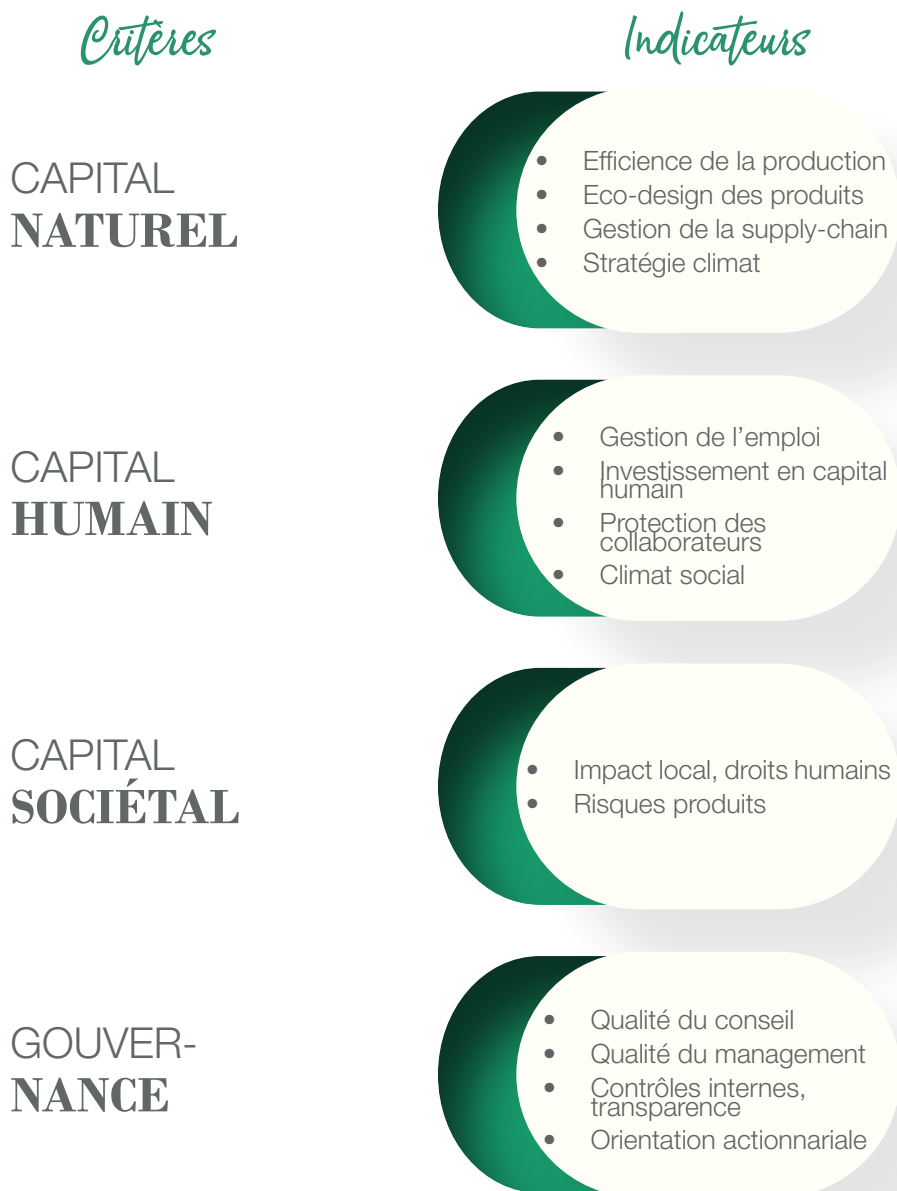 Critères
Indicateurs
CAPITAL
NATUREL
• Efficience de la production
• Eco-design des produits
• Gestion de la supply-chain
• Stratégie climat
CAPITAL
HUMAIN
• Gestion de l’emploi
• Investissement en capital
humain
• Protection des
collaborateurs
• Climat social
CAPITAL
SOCIÉTAL
• Impact local, droits humains
• Risques produits
GOUVER-
NANCE
• Qualité du conseil
• Qualité du management
• Contrôles internes,
transparence
• Orientation actionnariale